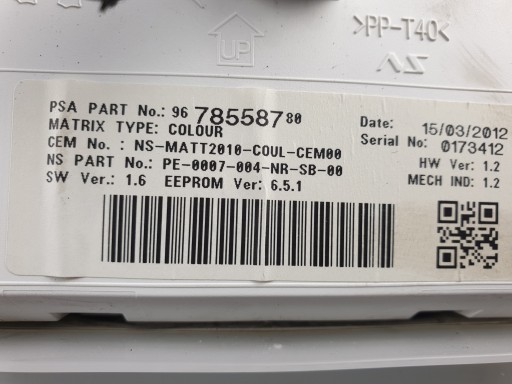 >PP-T40<
UP
NS
PSA PART No.: 96 785587 80
MATRIX TYPE: COLOUR
CEM No. : NS-MATT2010-COUL-CEM00
NS PART No.: PE-0007-004-NR-SB-00
SW Ver.: 1.6 EEPROM Ver: 6.5.1
Date: 15/03/2012
Serial No: 0173412
HW Ver: 1.2
MECH IND: 1.2